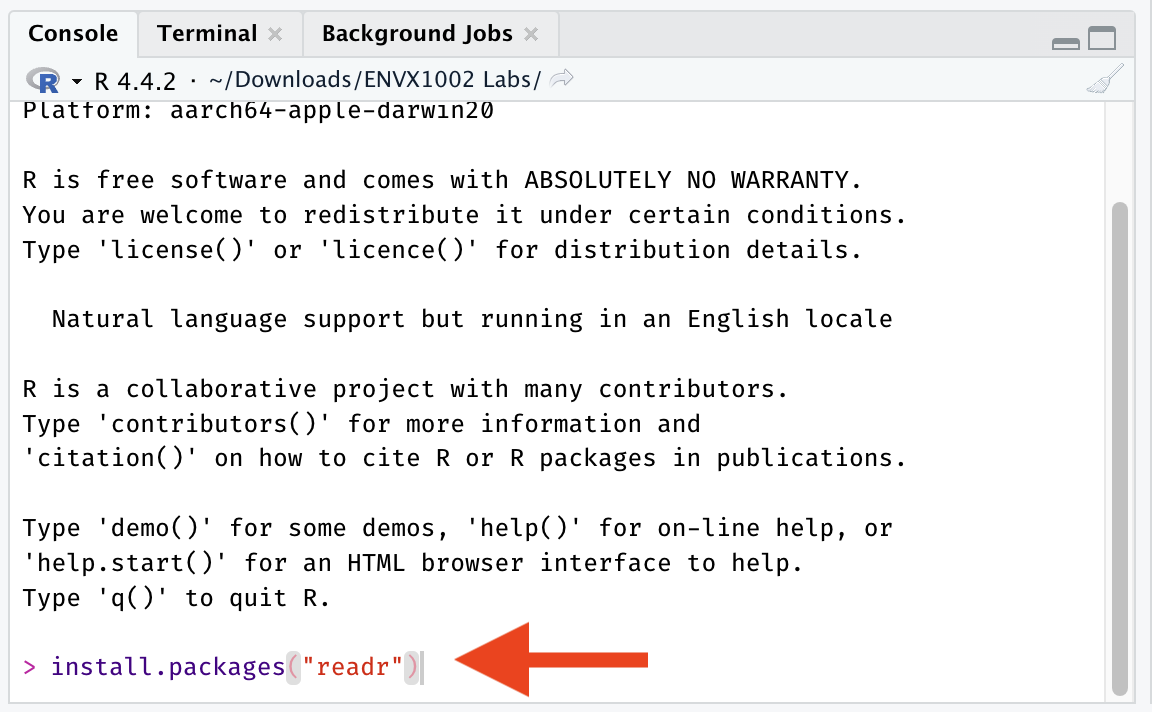 Console Terminal Background Jobs
R R 4.4.2 · ~/Downloads/ENVX1002 Labs/
Platform: aarch64-apple-darwin20
R is free software and comes with ABSOLUTELY NO WARRANTY.
You are welcome to redistribute it under certain conditions.
Type 'license()' or 'licence()' for distribution details.
Natural language support but running in an English locale
R is a collaborative project with many contributors.
Type 'contributors()' for more information and
'citation()' on how to cite R or R packages in publications.
Type 'demo()' for some demos, 'help()' for on-line help, or
'help.start()' for an HTML browser interface to help.
Type 'q()' to quit R.
> install.packages("readr")